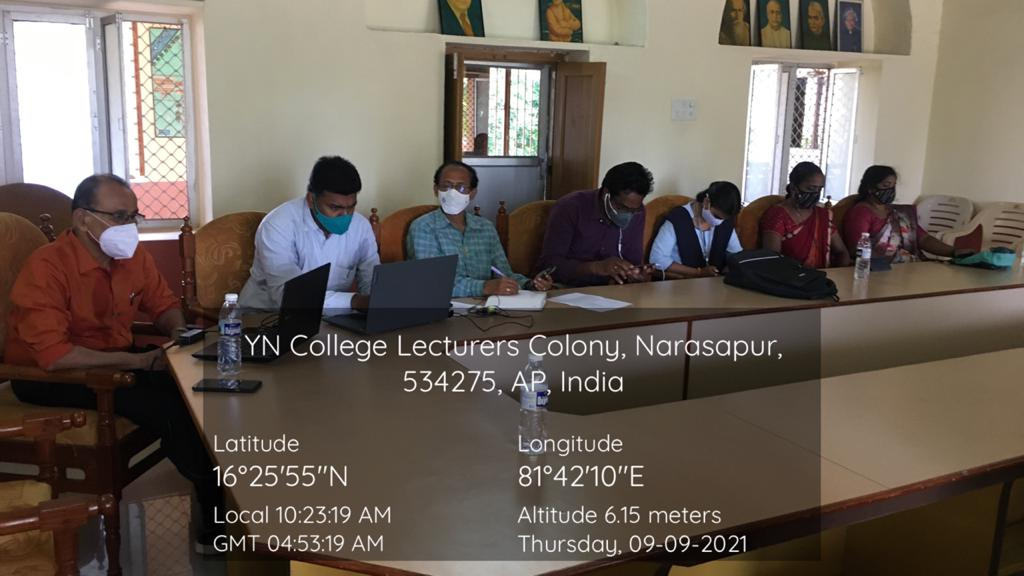 YN College Lecturers Colony, Narasapur,
534275, AP, India
Latitude
16°25'55"N
Longitude
81°42'10"E
Local 10:23:19 AM
GMT 04:53:19 AM
Altitude 6.15 meters
Thursday, 09-09-2021